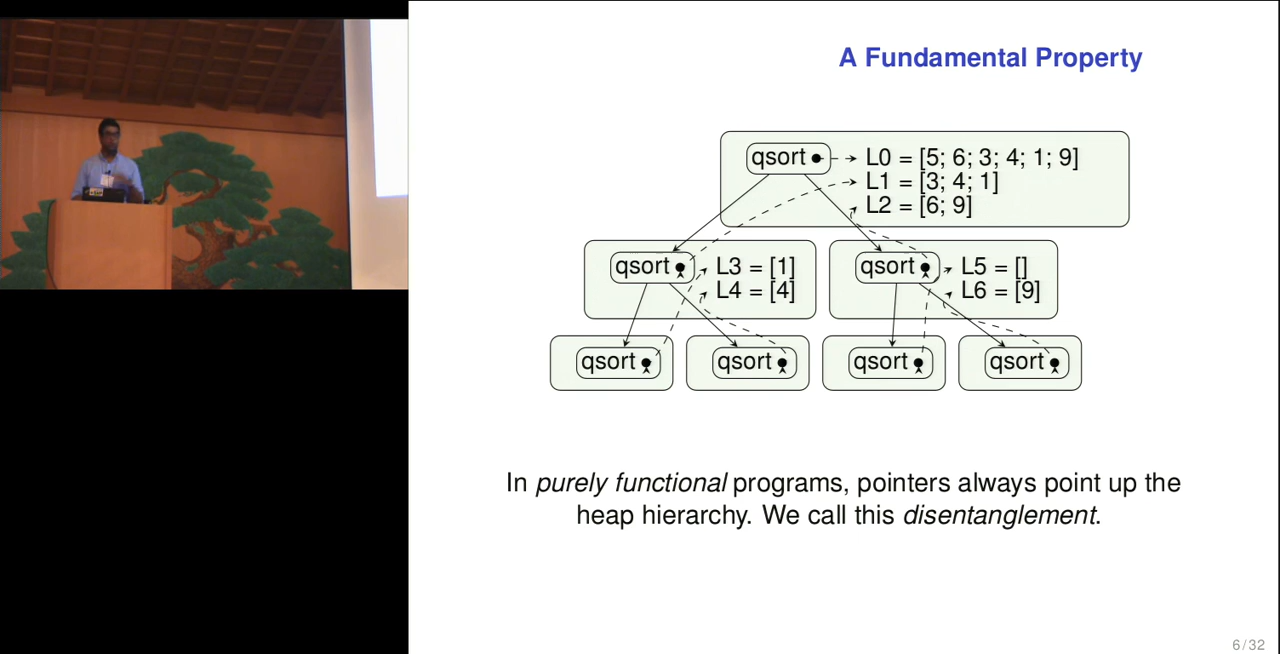 A Fundamental Property
qsort
L0 = [5; 6; 3; 4; 1; 9]
L1 = [3; 4; 1]
L2 = [6; 9]
qsort
L3 = [1]
L4 = [4]
qsort
L5 = []
L6 = [9]
qsort
qsort
qsort
qsort
In purely functional programs, pointers always point up the
heap hierarchy. We call this disentanglement.
6/32